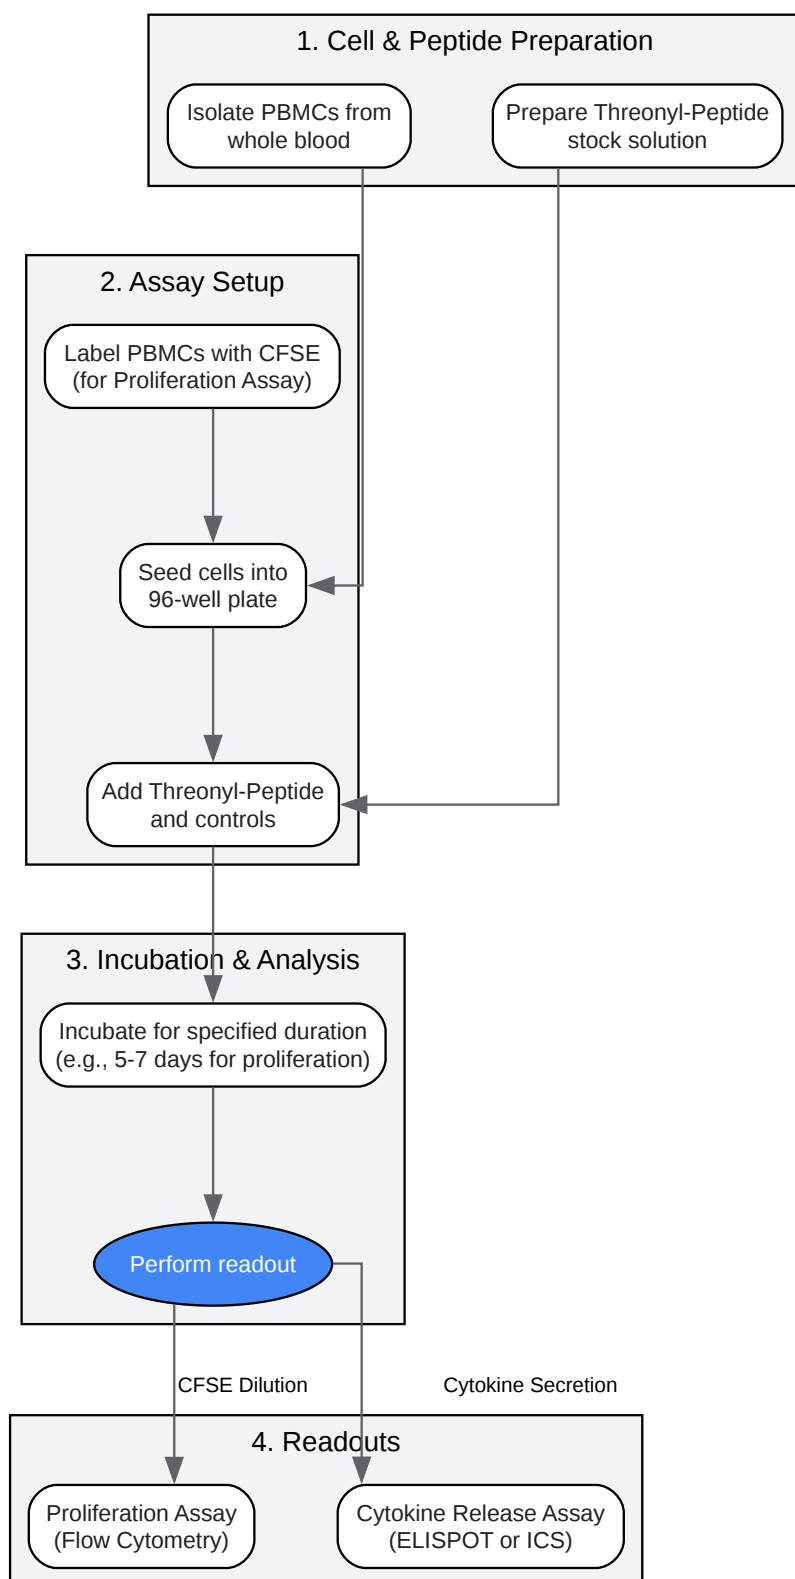 1. Cell & Peptide Preparation
Isolate PBMCs from
whole blood
Prepare Threonyl-Peptide
stock solution
2. Assay Setup
Label PBMCs with CFSE
(for Proliferation Assay)
Seed cells into
96-well plate
Add Threonyl-Peptide
and controls
3. Incubation & Analysis
Incubate for specified duration
(e.g., 5-7 days for proliferation)
Perform readout
CFSE Dilution
Cytokine Secretion
4. Readouts
Proliferation Assay
(Flow Cytometry)
Cytokine Release Assay
(ELISPOT or ICS)